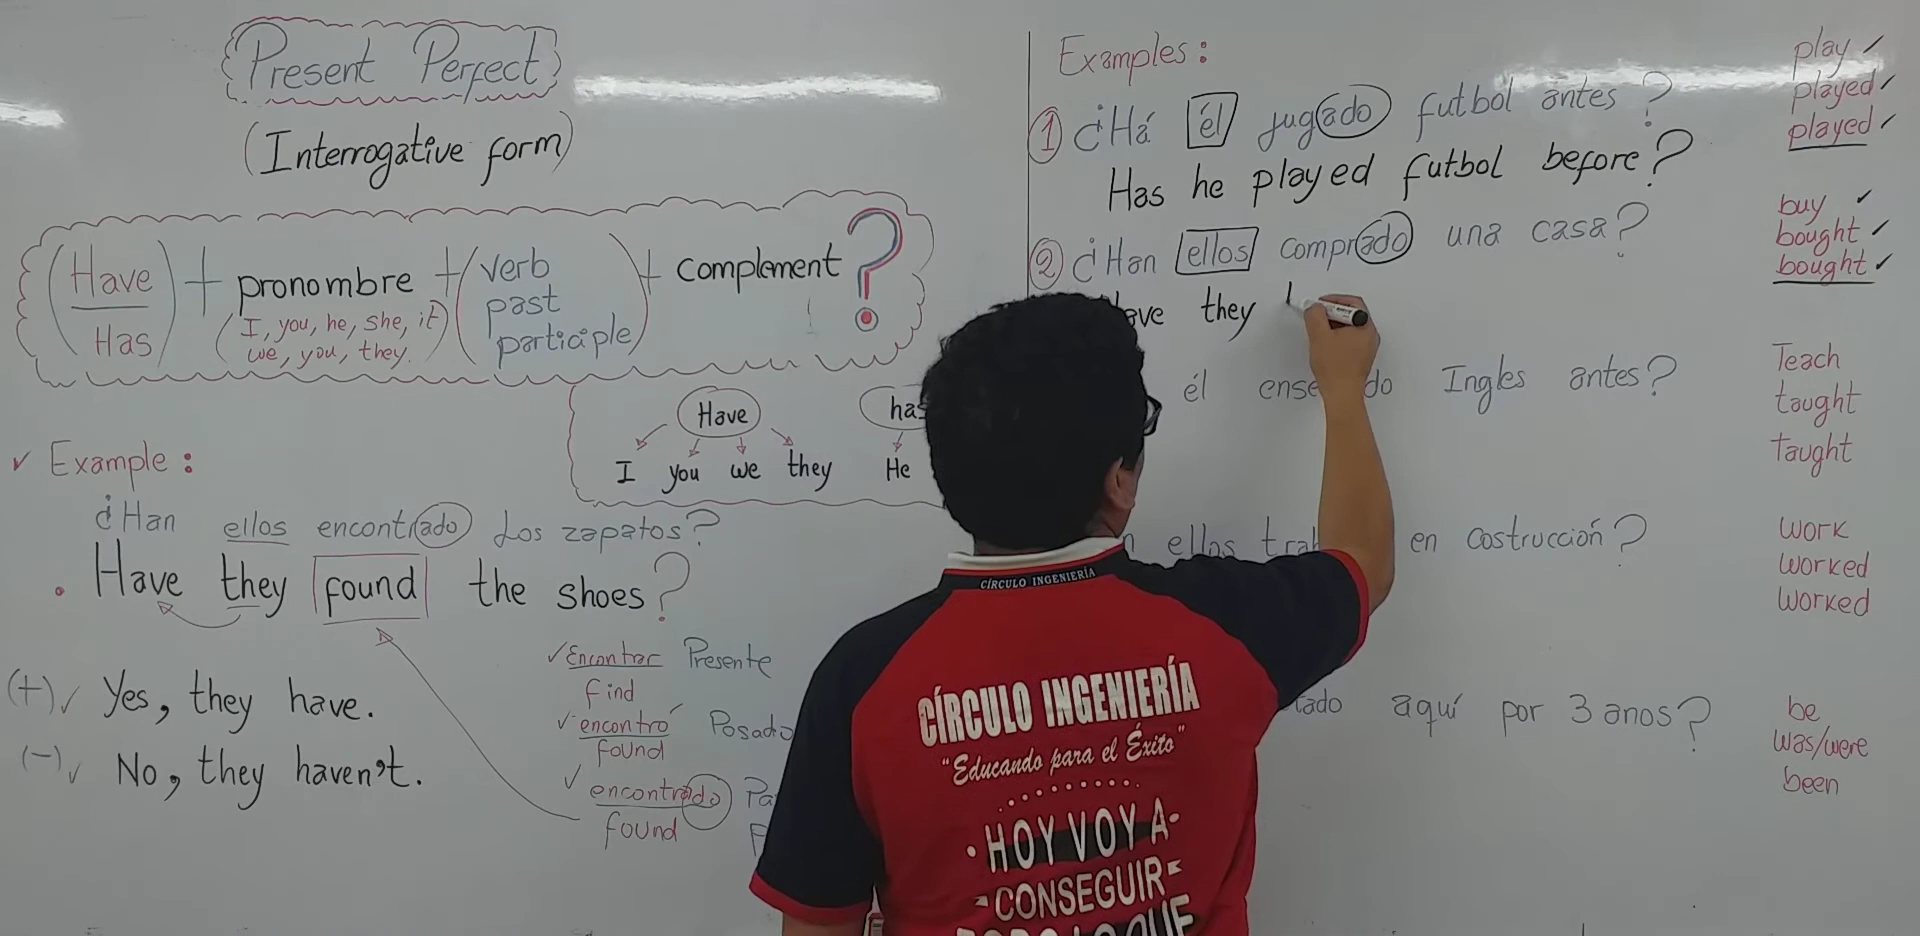 Present Perfect
(Interrogative form)
Have
Has
+ pronombre +
(I, you, he, she, it
we, you, they.)
verb
past
participle
+ complement ?
Have
I you we they
has
He
✓ Example:
¿Han ellos encontrado Los zapatos?
• Have they found the shoes?
(+)✓ Yes, they have.
(-)✓ No, they haven't.
✓ Encontrar Presente
find
✓ encontró Pasado
found
✓ encontrado
found
Examples:
① ¿Há él jugado futbol antes?
Has he played futbol before?
② ¿Han ellos comprado una casa?
they
él Ingles antes?
ellos en costrucción?
aquí por 3 anos?
play ✓
played ✓
played ✓
buy ✓
bought ✓
bought ✓
Teach
taught
Taught
work
worked
worked
be
was/were
been
CÍRCULO INGENIERÍA
CÍRCULO INGENIERÍA
"Educando para el Éxito"
• HOY VOY A
CONSEGUIR